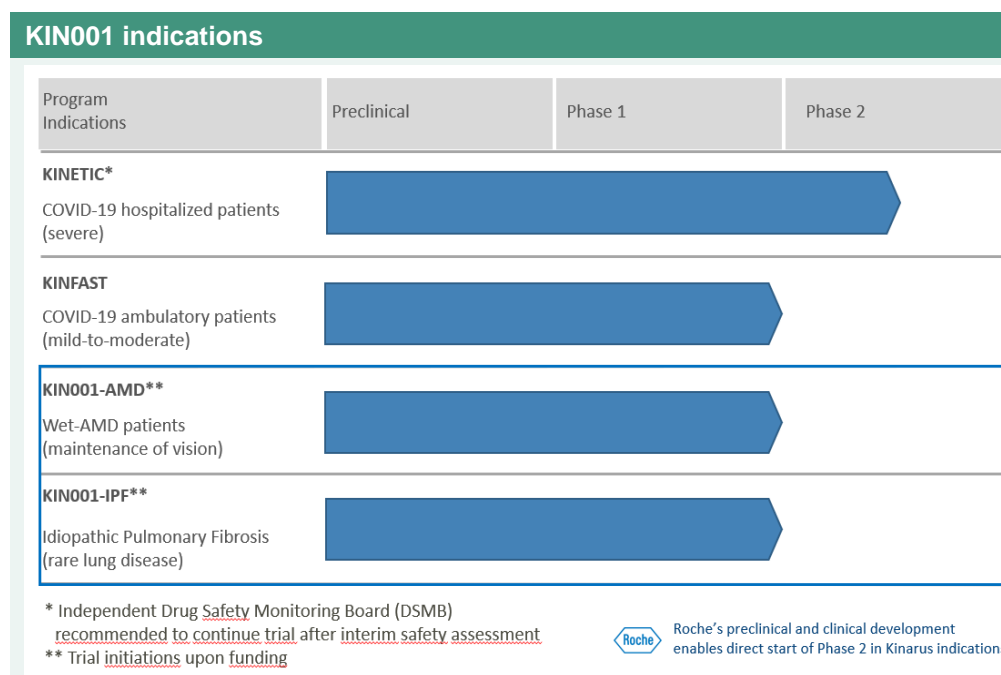 KIN001 indications
Program
Indications
Preclinical
Phase 1
Phase 2
KINETIC*
COVID-19 hospitalized patients
(severe)
KINFAST
COVID-19 ambulatory patients
(mild-to-moderate)
KIN001-AMD**
Wet-AMD patients
(maintenance of vision)
KIN001-IPF**
Idiopathic Pulmonary Fibrosis
(rare lung disease)
* Independent Drug Safety Monitoring Board (DSMB)
recommended to continue trial after interim safety assessment
** Trial initiations upon funding
Roche
Roche's preclinical and clinical development
enables direct start of Phase 2 in Kinarus indication